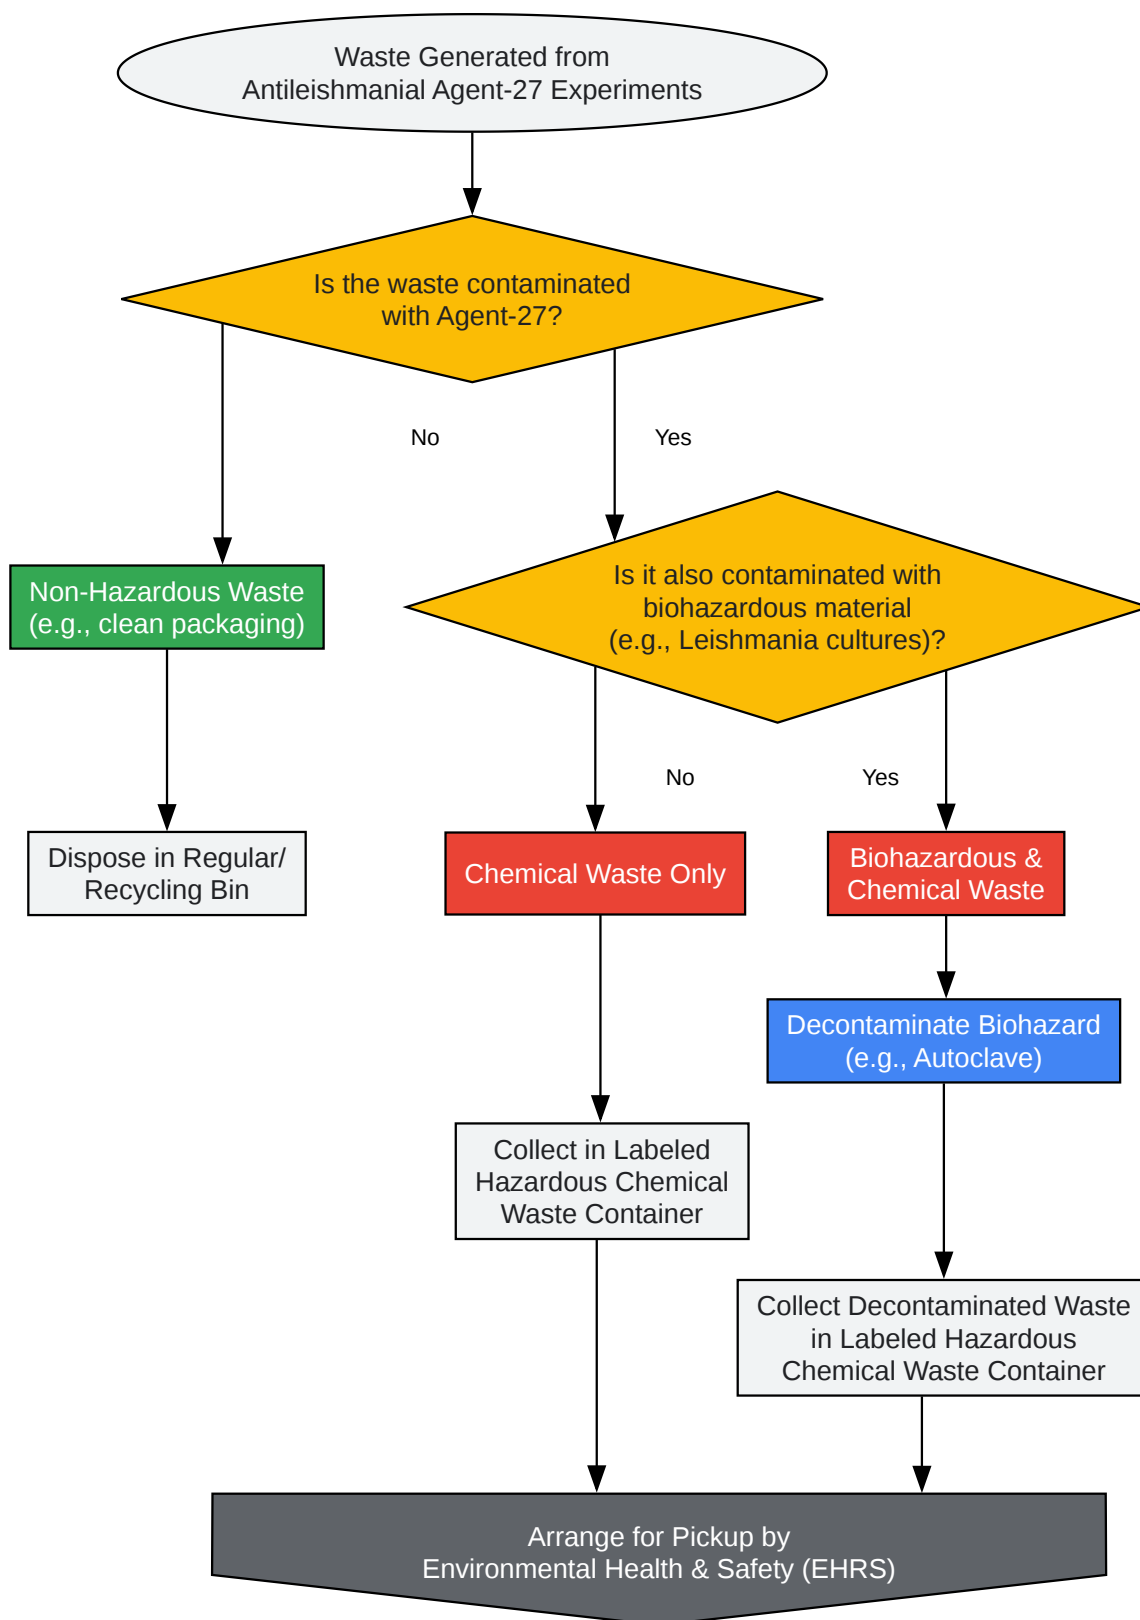 Waste Generated from
Antileishmanial Agent-27 Experiments
Is the waste contaminated
with Agent-27?
No
Yes
Non-Hazardous Waste
(e.g., clean packaging)
Is it also contaminated with
biohazardous material
(e.g., Leishmania cultures)?
No
Yes
Dispose in Regular/
Recycling Bin
Chemical Waste Only
Biohazardous &
Chemical Waste
Decontaminate Biohazard
(e.g., Autoclave)
Collect in Labeled
Hazardous Chemical
Waste Container
Collect Decontaminated Waste
in Labeled Hazardous
Chemical Waste Container
Arrange for Pickup by
Environmental Health & Safety (EHRS)